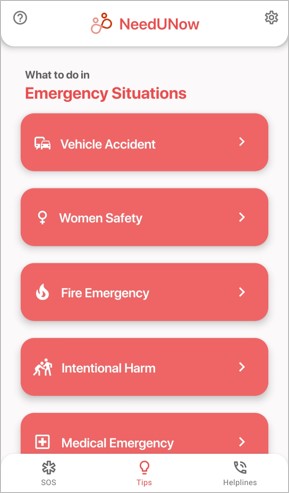 NeedUNow
What to do in
Emergency Situations
Vehicle Accident
Women Safety
Fire Emergency
Intentional Harm
Medical Emergency
SOS
Tips
Helplines